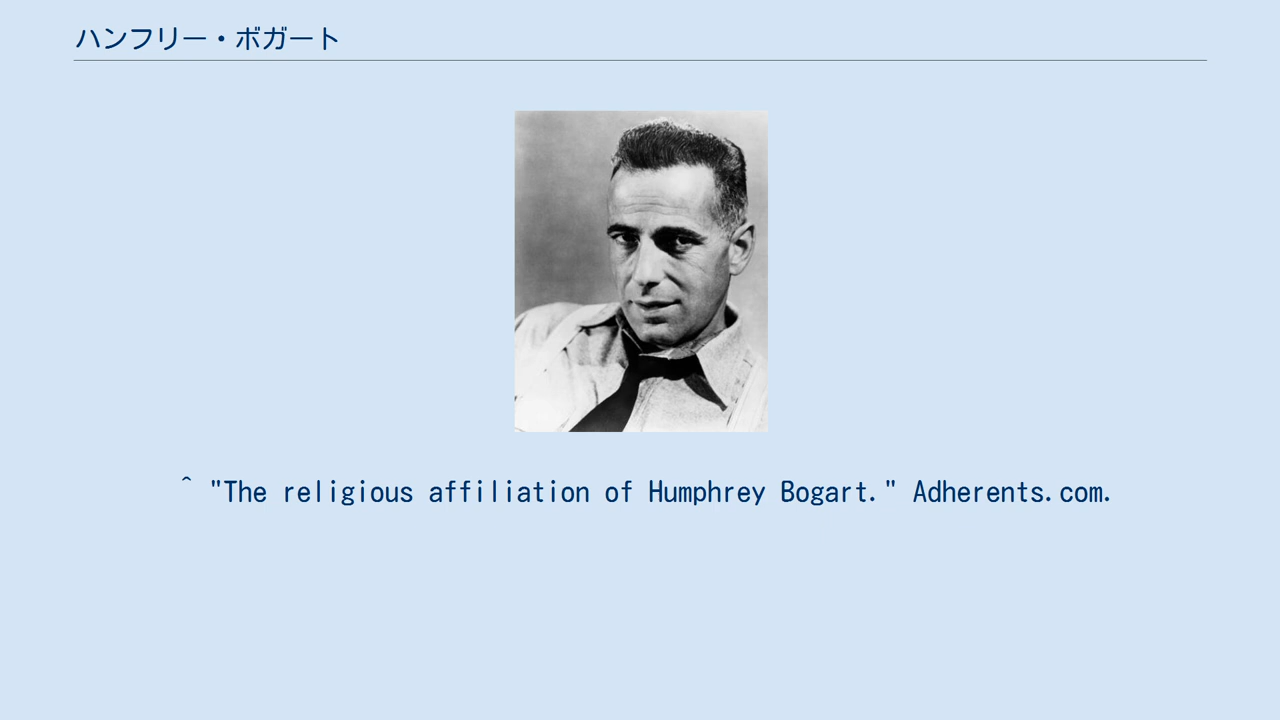 ハンフリー・ボガート
^ "The religious affiliation of Humphrey Bogart." Adherents.com.